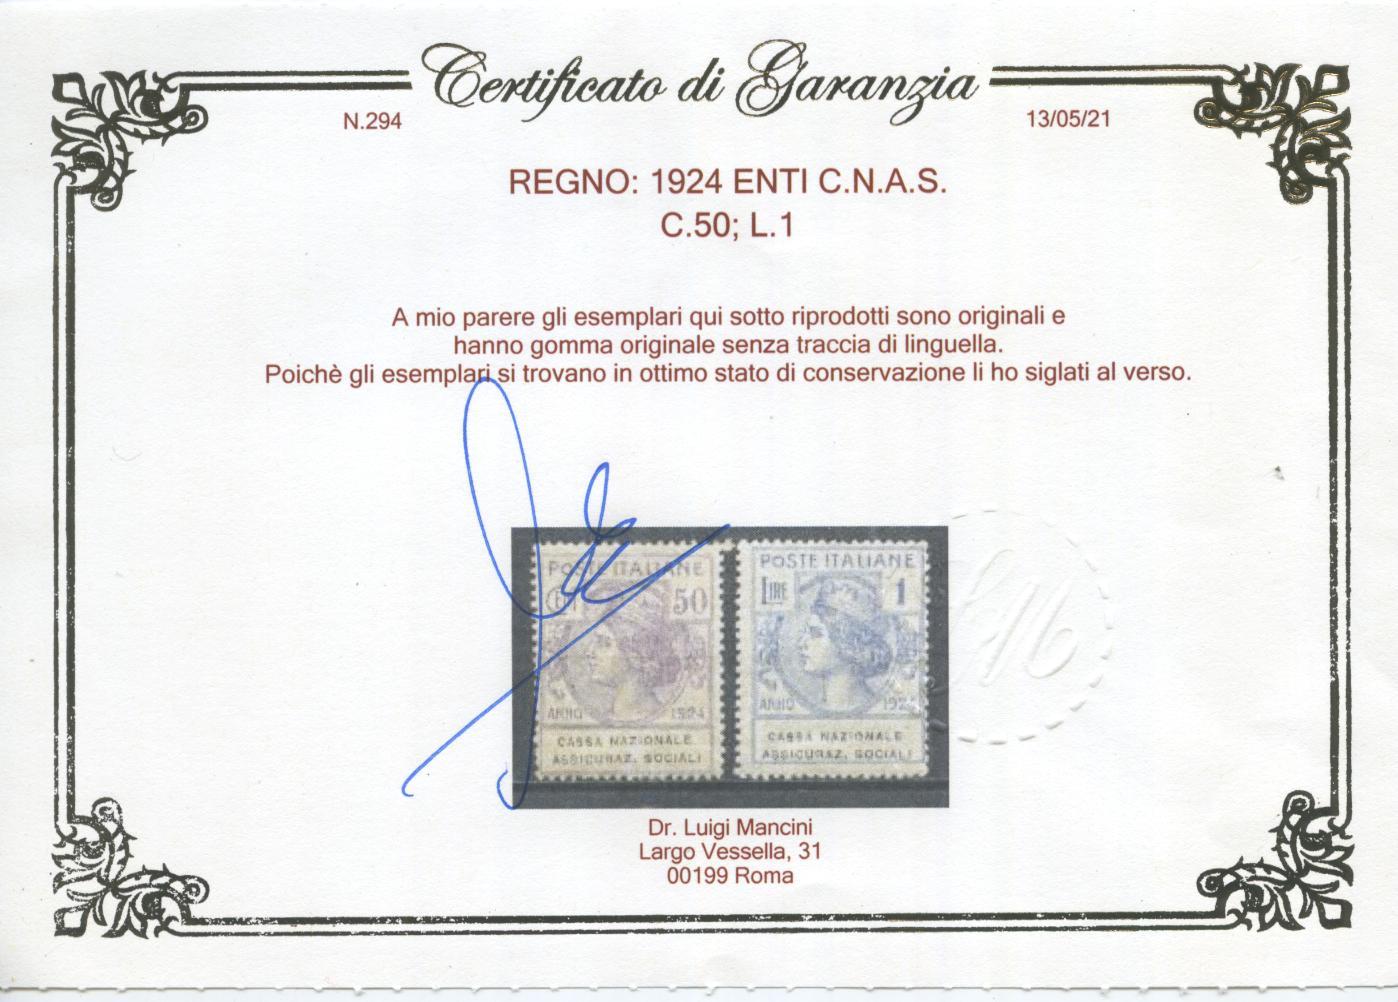 Certificato di Garanzia
N.294
13/05/21
REGNO: 1924 ENTI C.N.A.S.
C.50; L.1
A mio parere gli esemplari qui sotto riprodotti sono originali e
hanno gomma originale senza traccia di linguella.
Poichè gli esemplari si trovano in ottimo stato di conservazione li ho siglati al verso.
POSTE ITALIANE
50
ANNO 1924
CASSA NAZIONALE
ASSICURAZ. SOCIALI
POSTE ITALIANE
LIRE 1
ANNO 1924
CASSA NAZIONALE
ASSICURAZ. SOCIALI
Dr. Luigi Mancini
Largo Vessella, 31
00199 Roma